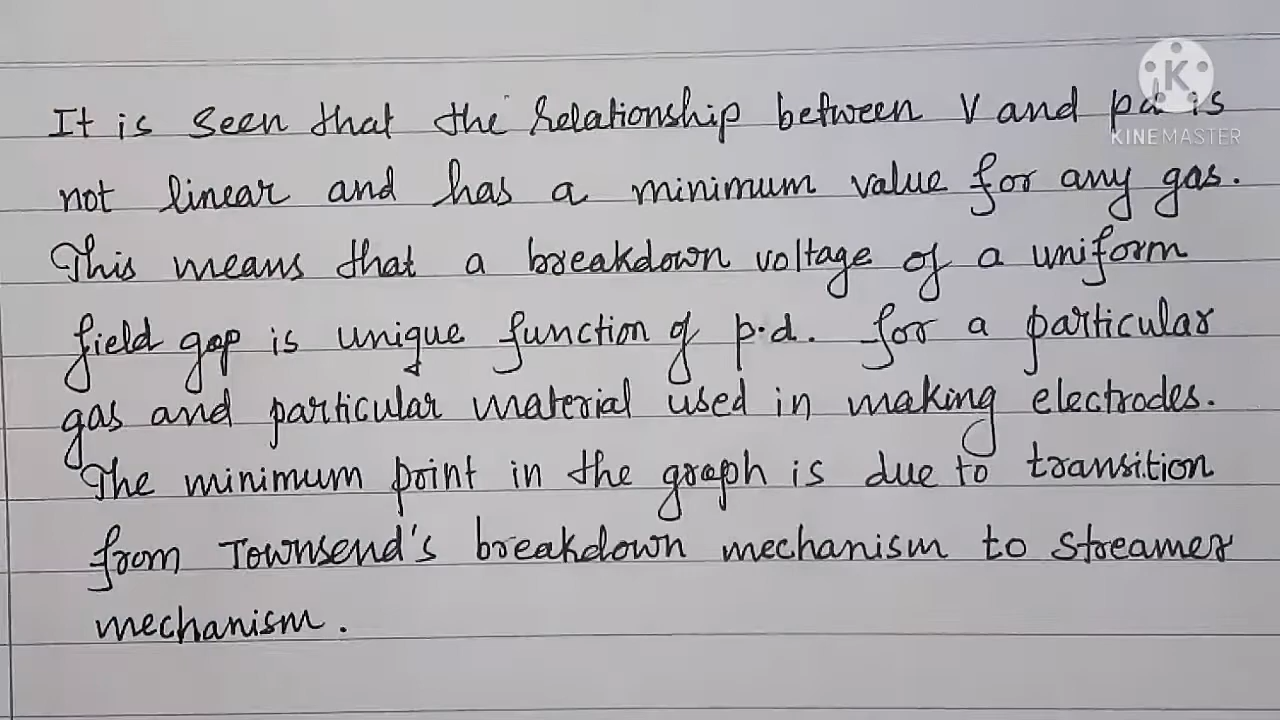 It is seen that the relationship between V and pd is
KINEMASTER
not linear and has a minimum value for any gas.
This means that a breakdown voltage of a uniform
field gap is unique function of p.d. for a particular
gas and particular material used in making electrodes.
The minimum point in the graph is due to transition
from Townsend's breakdown mechanism to streamer
mechanism.